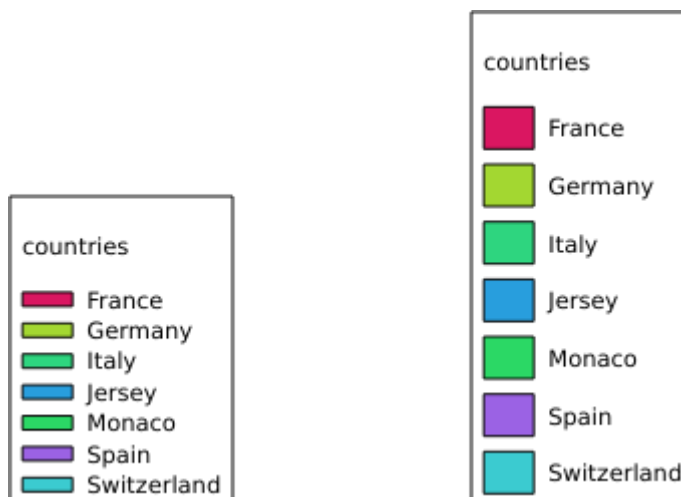 countries
France
Germany
Italy
Jersey
Monaco
Spain
Switzerland
countries
France
Germany
Italy
Jersey
Monaco
Spain
Switzerland